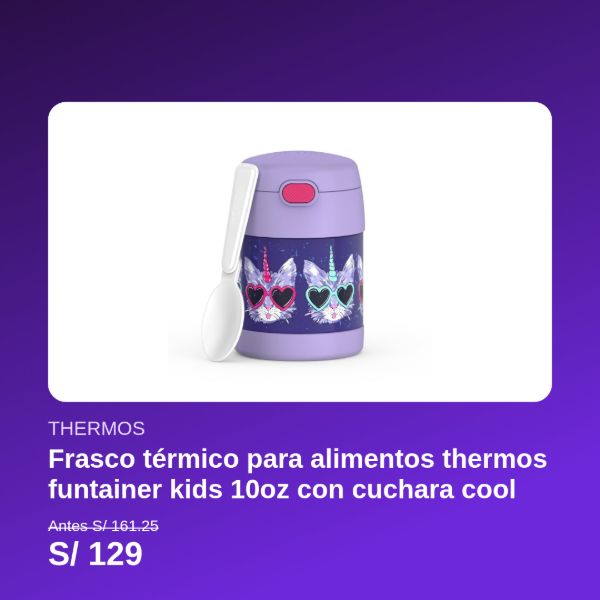 THERMOS
Frasco térmico para alimentos thermos
funtainer kids 10oz con cuchara cool
Antes S/ 161.25
S/ 129